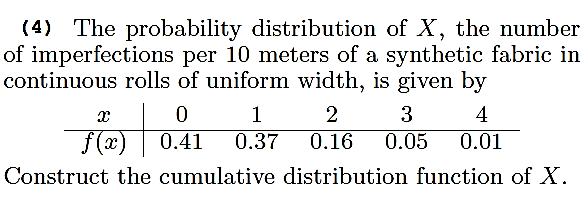 (4) The probability distribution of X, the number
of imperfections per 10 meters of a synthetic fabric in
continuous rolls of uniform width, is given by
x 0 1 2 3 4
f(x) 0.41 0.37 0.16 0.05 0.01
Construct the cumulative distribution function of X.